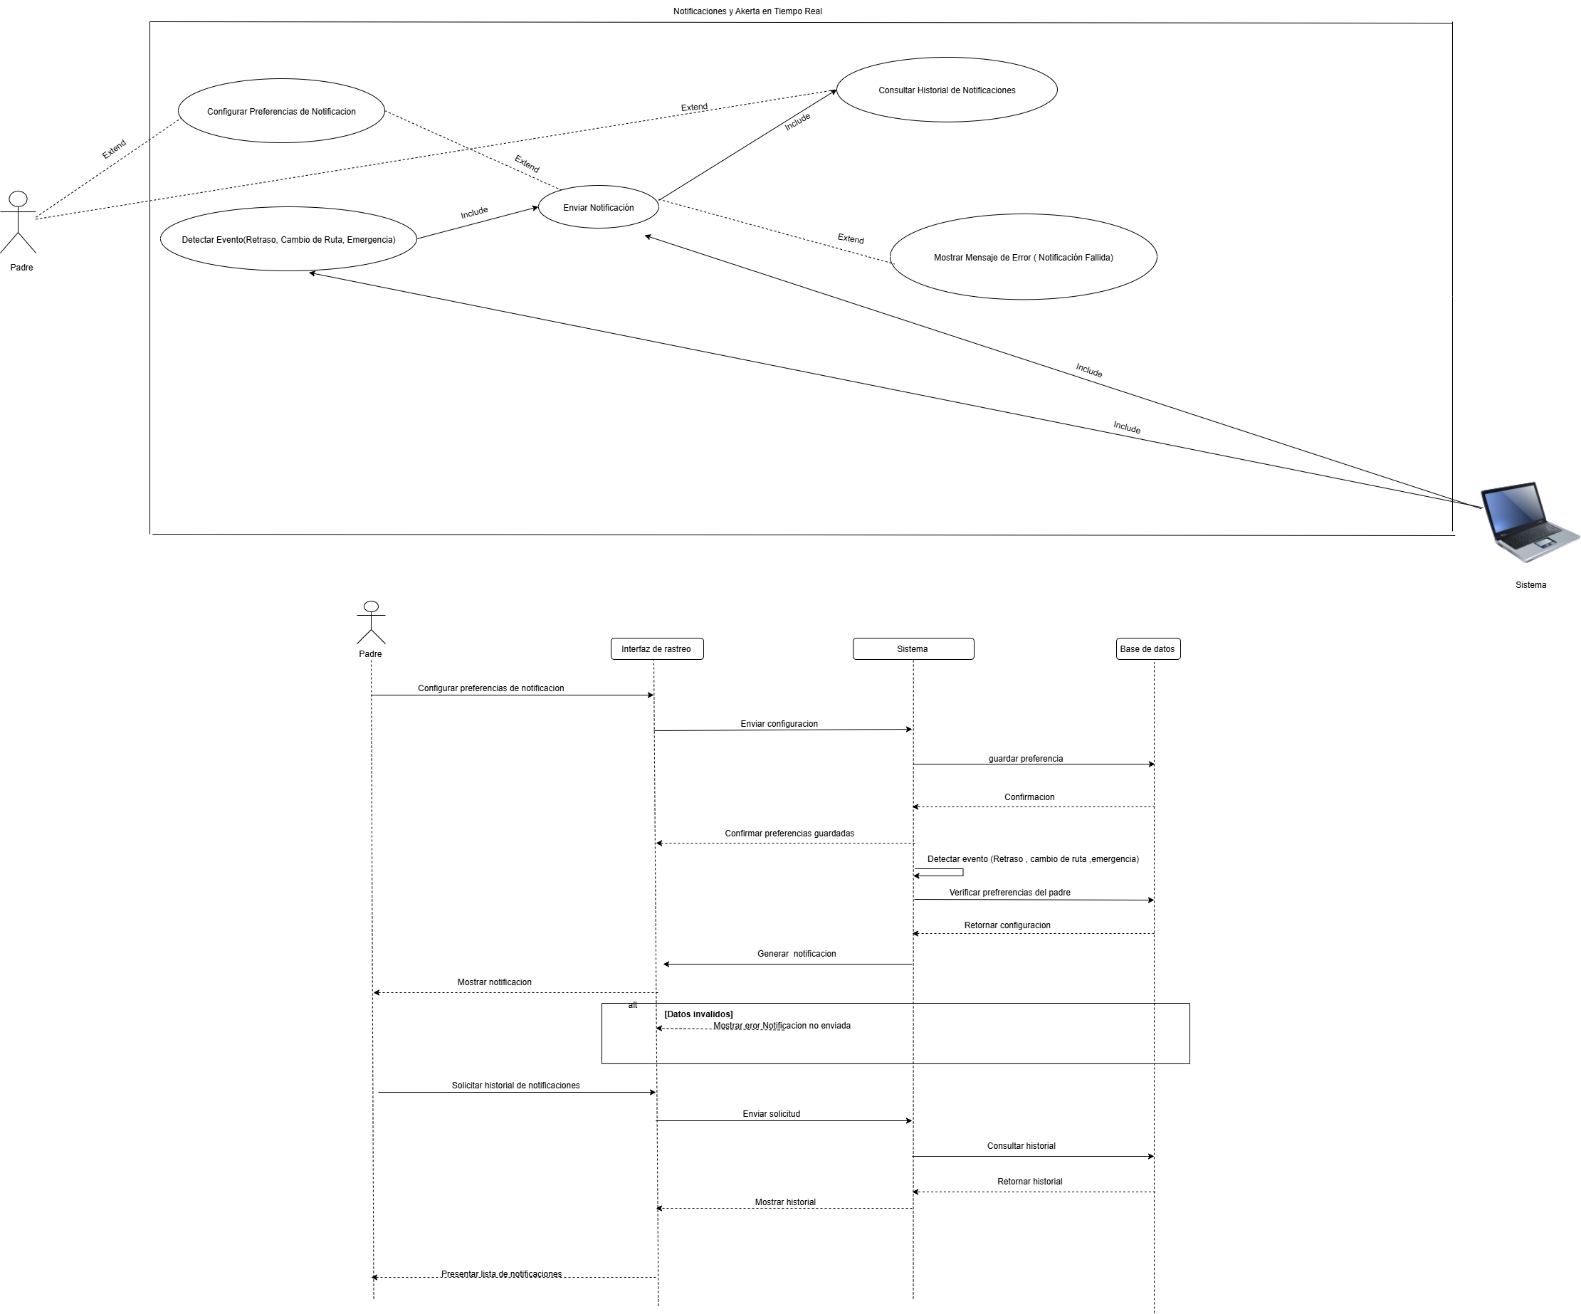 Notificaciones y Akerta en Tiempo Real
Configurar Preferencias de Notificacion
Consultar Historial de Notificaciones
Extend
Include
Extend
Extend
Enviar Notificación
Include
Detectar Evento(Retraso, Cambio de Ruta, Emergencia)
Extend
Mostrar Mensaje de Error ( Notificación Fallida)
Padre
Include
Include
Sistema
Padre
Interfaz de rastreo
Sistema
Base de datos
Configurar preferencias de notificacion
Enviar configuracion
guardar preferencia
Confirmacion
Confirmar preferencias guardadas
Detectar evento (Retraso , cambio de ruta ,emergencia)
Verificar prefrerencias del padre
Retornar configuracion
Generar notificacion
Mostrar notificacion
alt
[Datos invalidos]
Mostrar eror Notificacion no enviada
Solicitar historial de notificaciones
Enviar solicitud
Consultar historial
Retornar historial
Mostrar historial
Presentar lista de notificaciones